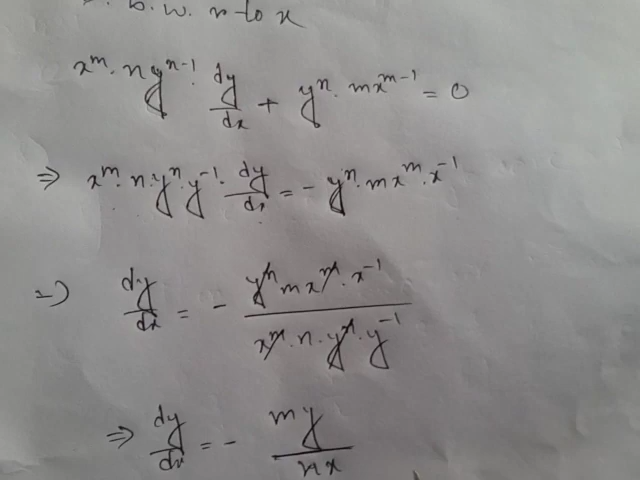 D. w. r to x
x^m . n y^{n-1} . dy/dx + y^n . m x^{m-1} = 0
⇒ x^m . n . y^n . y^{-1} . dy/dx = - y^n . m x^m . x^{-1}
⇒ dy/dx = - (y^n m x^m . x^{-1}) / (x^m . n . y^n . y^{-1})
⇒ dy/dx = - my/nx